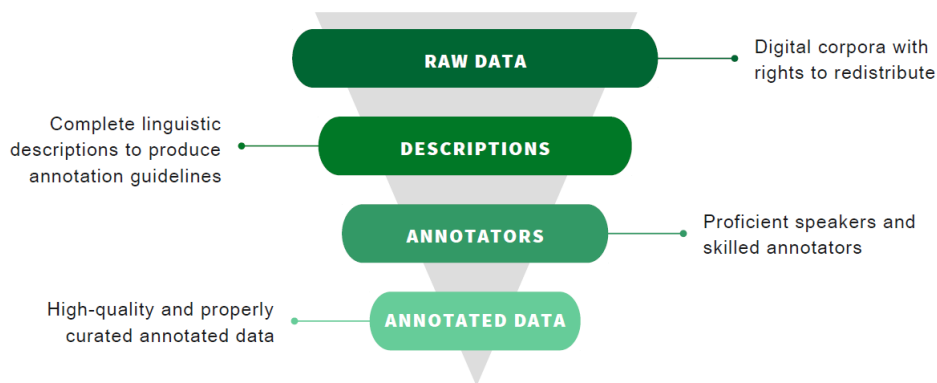 RAW DATA
Digital corpora with
rights to redistribute
Complete linguistic
descriptions to produce
annotation guidelines
DESCRIPTIONS
ANNOTATORS
Proficient speakers and
skilled annotators
High-quality and properly
curated annotated data
ANNOTATED DATA